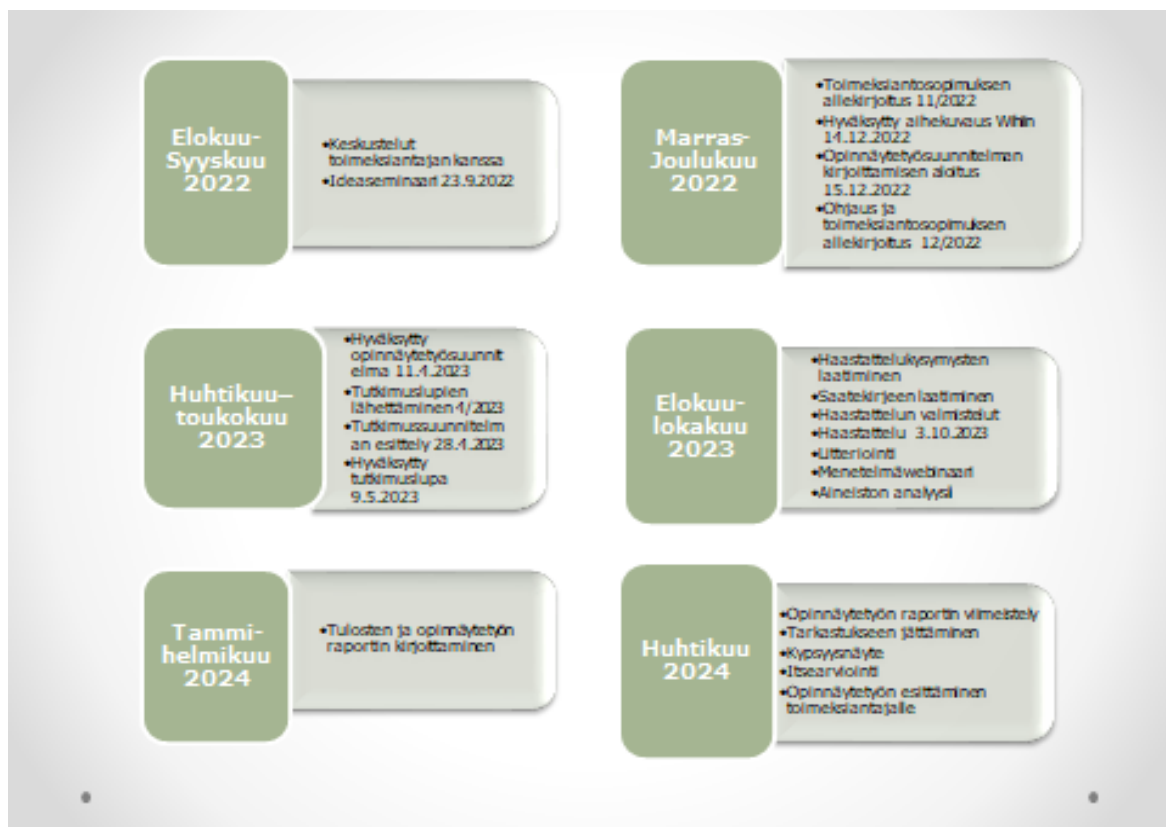 Elokuu-
Syyskuu
2022
•Keskustelut
toimeksiantajan kanssa
•Ideaseminaari 23.9.2022
Marras-
Joulukuu
2022
•Toimeksiantosopimuksen
allekirjoitus 11/2022
•Hyväksytty aihekuvaus Wihin
14.12.2022
•Opinnäytetyösuunnitelman
kirjoittamisen aloitus
15.12.2022
•Ohjaus ja
toimeksiantosopimuksen
allekirjoitus 12/2022
Huhtikuu–
toukokuu
2023
•Hyväksytty
opinnäytetyösuunnit
elma 11.4.2023
•Tutkimuslupien
lähettäminen 4/2023
•Tutkimussuunnitelm
an esittely 28.4.2023
•Hyväksytty
tutkimuslupa
9.5.2023
Elokuu-
lokakuu
2023
•Haastattelukysymysten
laatiminen
•Saatekirjeen laatiminen
•Haastattelun valmistelut
•Haastattelu 3.10.2023
•Litterointi
•Menetelmäwebinaari
•Aineiston analyysi
Tammi-
helmikuu
2024
•Tulosten ja opinnäytetyön
raportin kirjoittaminen
Huhtikuu
2024
•Opinnäytetyön raportin viimeistely
•Tarkastukseen jättäminen
•Kypsyysnäyte
•Itsearviointi
•Opinnäytetyön esittäminen
toimeksiantajalle